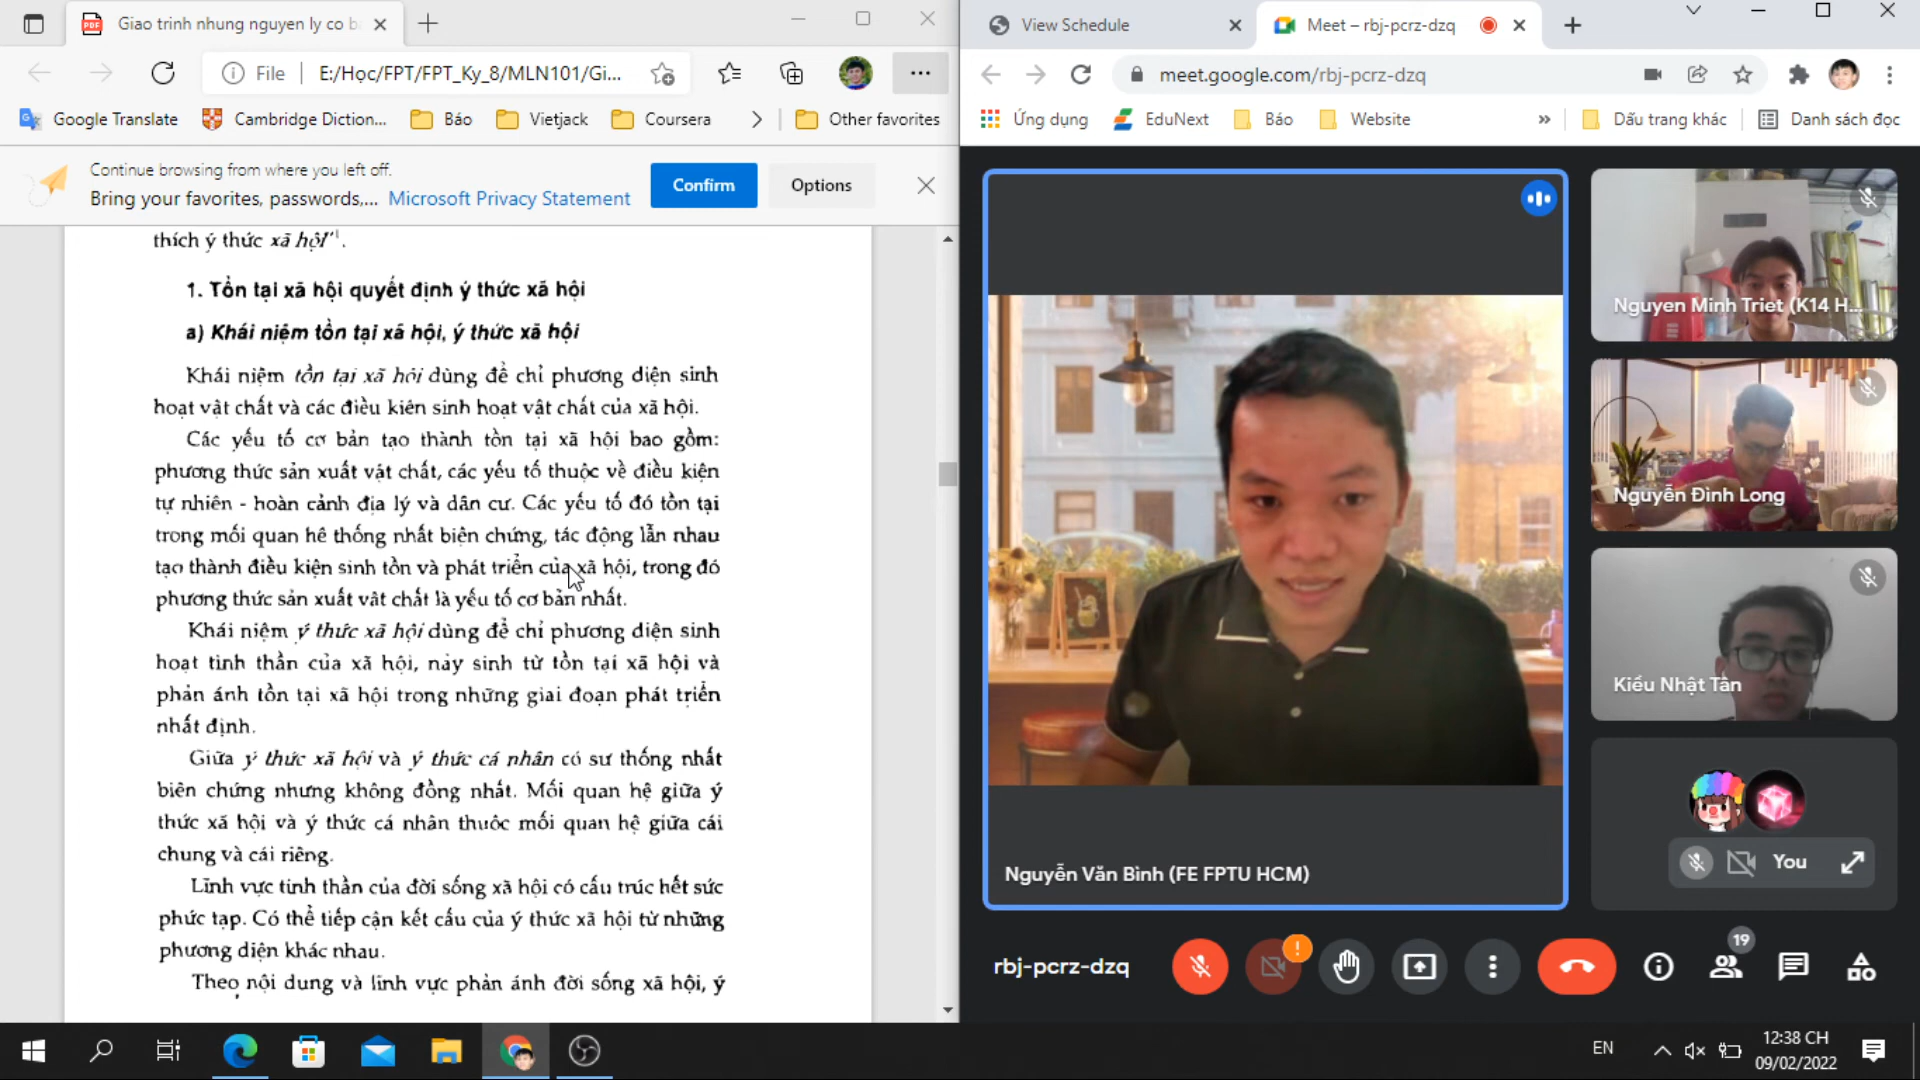 Giao trinh nhung nguyen ly co b
File
E:/Học/FPT/FPT_Ky_8/MLN101/Gi...
Google Translate
Cambridge Diction...
Báo
Vietjack
Coursera
Other favorites
Continue browsing from where you left off.
Bring your favorites, passwords,... Microsoft Privacy Statement
Confirm
Options
thích ý thức xã hội"¹.
1. Tồn tại xã hội quyết định ý thức xã hội
a) Khái niệm tồn tại xã hội, ý thức xã hội
Khái niệm tồn tại xã hội dùng để chỉ phương diện sinh
hoạt vật chất và các điều kiện sinh hoạt vật chất của xã hội.
Các yếu tố cơ bản tạo thành tồn tại xã hội bao gồm:
phương thức sản xuất vật chất, các yếu tố thuộc về điều kiện
tự nhiên - hoàn cảnh địa lý và dân cư. Các yếu tố đó tồn tại
trong mối quan hệ thống nhất biện chứng, tác động lẫn nhau
tạo thành điều kiện sinh tồn và phát triển của xã hội, trong đó
phương thức sản xuất vật chất là yếu tố cơ bản nhất.
Khái niệm ý thức xã hội dùng để chỉ phương diện sinh
hoạt tinh thần của xã hội, nảy sinh từ tồn tại xã hội và
phản ánh tồn tại xã hội trong những giai đoạn phát triển
nhất định.
Giữa ý thức xã hội và ý thức cá nhân có sự thống nhất
biện chứng nhưng không đồng nhất. Mối quan hệ giữa ý
thức xã hội và ý thức cá nhân thuộc mối quan hệ giữa cái
chung và cái riêng.
Lĩnh vực tinh thần của đời sống xã hội có cấu trúc hết sức
phức tạp. Có thể tiếp cận kết cấu của ý thức xã hội từ những
phương diện khác nhau.
Theo nội dung và lĩnh vực phản ánh đời sống xã hội, ý
View Schedule
Meet – rbj-pcrz-dzq
meet.google.com/rbj-pcrz-dzq
Ứng dụng
EduNext
Báo
Website
Dấu trang khác
Danh sách đọc
Nguyen Minh Triet (K14 H...
Nguyễn Đình Long
Kiều Nhật Tân
You
Nguyễn Văn Bình (FE FPTU HCM)
rbj-pcrz-dzq
19
EN
12:38 CH
09/02/2022